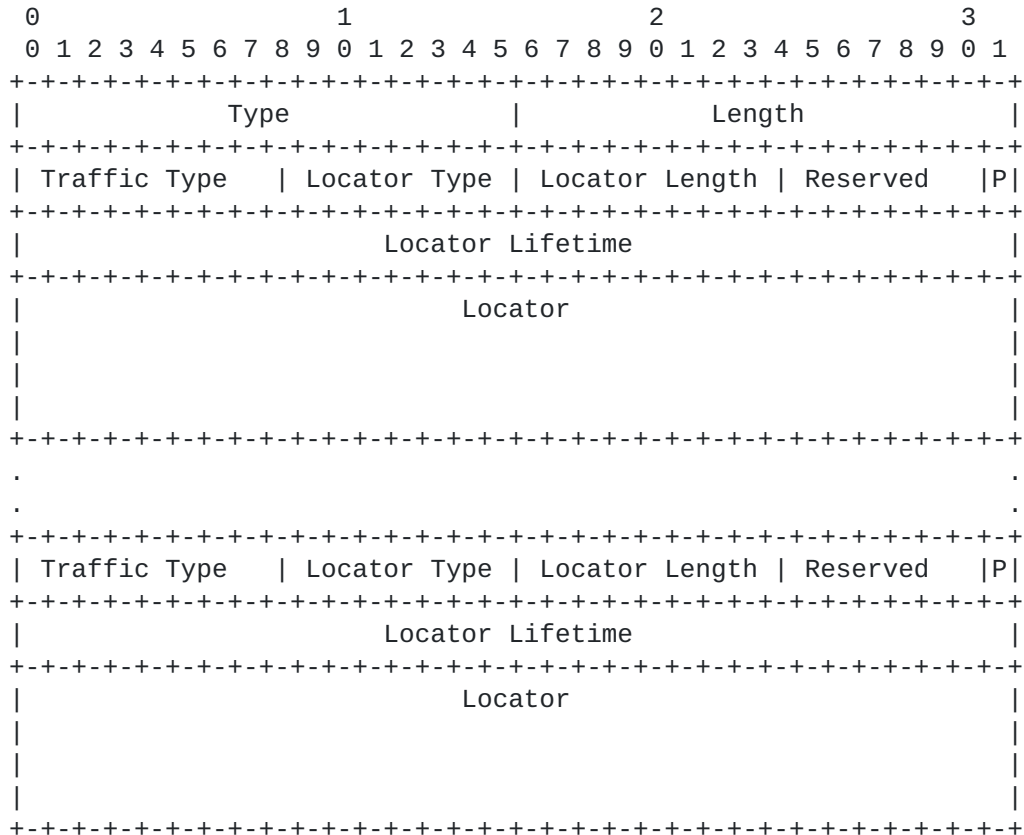 0                   1                   2                   3
 0 1 2 3 4 5 6 7 8 9 0 1 2 3 4 5 6 7 8 9 0 1 2 3 4 5 6 7 8 9 0 1
+-+-+-+-+-+-+-+-+-+-+-+-+-+-+-+-+-+-+-+-+-+-+-+-+-+-+-+-+-+-+-+-+
|             Type              |            Length             |
+-+-+-+-+-+-+-+-+-+-+-+-+-+-+-+-+-+-+-+-+-+-+-+-+-+-+-+-+-+-+-+-+
| Traffic Type   | Locator Type | Locator Length | Reserved   |P|
+-+-+-+-+-+-+-+-+-+-+-+-+-+-+-+-+-+-+-+-+-+-+-+-+-+-+-+-+-+-+-+-+
|                       Locator Lifetime                        |
+-+-+-+-+-+-+-+-+-+-+-+-+-+-+-+-+-+-+-+-+-+-+-+-+-+-+-+-+-+-+-+-+
|                            Locator                            |
|                                                               |
|                                                               |
|                                                               |
+-+-+-+-+-+-+-+-+-+-+-+-+-+-+-+-+-+-+-+-+-+-+-+-+-+-+-+-+-+-+-+-+
.                                                               .
.                                                               .
+-+-+-+-+-+-+-+-+-+-+-+-+-+-+-+-+-+-+-+-+-+-+-+-+-+-+-+-+-+-+-+-+
| Traffic Type   | Locator Type | Locator Length | Reserved   |P|
+-+-+-+-+-+-+-+-+-+-+-+-+-+-+-+-+-+-+-+-+-+-+-+-+-+-+-+-+-+-+-+-+
|                       Locator Lifetime                        |
+-+-+-+-+-+-+-+-+-+-+-+-+-+-+-+-+-+-+-+-+-+-+-+-+-+-+-+-+-+-+-+-+
|                            Locator                            |
|                                                               |
|                                                               |
|                                                               |
+-+-+-+-+-+-+-+-+-+-+-+-+-+-+-+-+-+-+-+-+-+-+-+-+-+-+-+-+-+-+-+-+